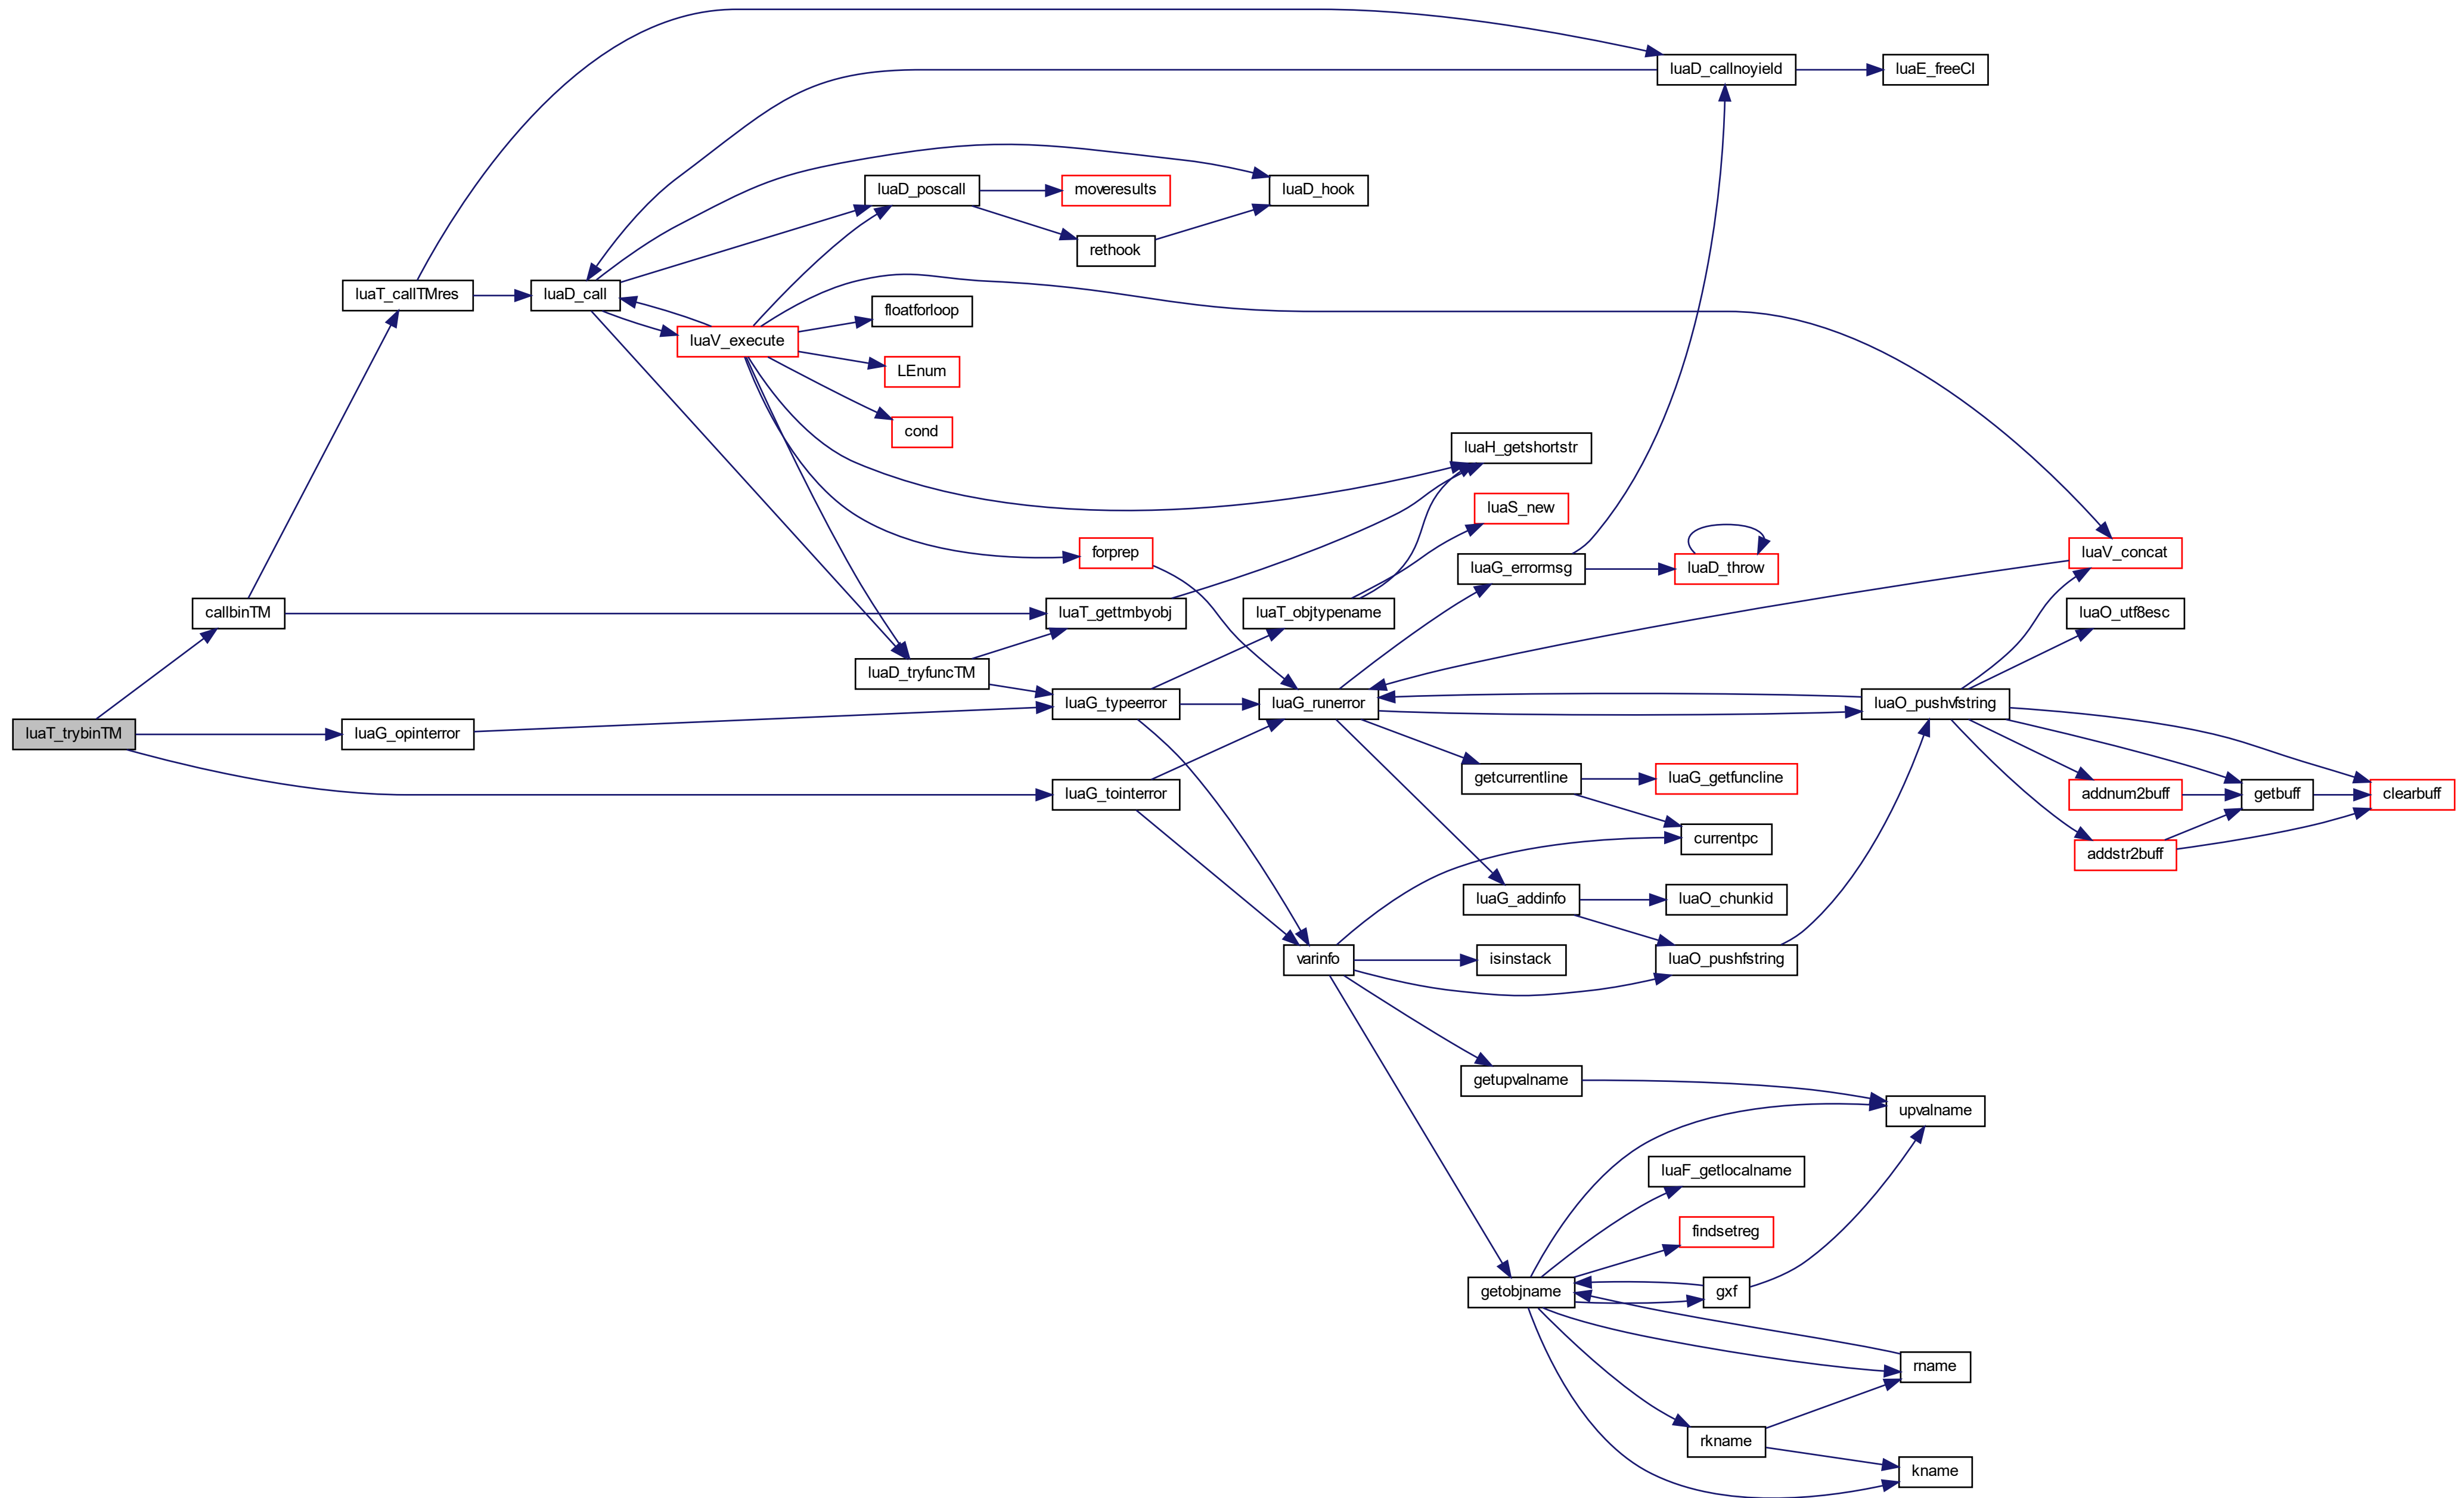 luaD_callnoyield
luaE_freeCI
luaD_poscall
moveresults
luaD_hook
rethook
luaT_callTMres
luaD_call
floatforloop
luaV_execute
LEnum
cond
luaH_getshortstr
luaS_new
forprep
luaG_errormsg
luaD_throw
luaV_concat
callbinTM
luaT_gettmbyobj
luaT_objtypename
luaO_utf8esc
luaD_tryfuncTM
luaG_typeerror
luaG_runerror
luaO_pushvfstring
luaT_trybinTM
luaG_opinterror
getcurrentline
luaG_getfuncline
luaG_tointerror
addnum2buff
getbuff
clearbuff
currentpc
addstr2buff
luaG_addinfo
luaO_chunkid
varinfo
isinstack
luaO_pushfstring
getupvalname
upvalname
luaF_getlocalname
findsetreg
getobjname
gxf
rname
rkname
kname